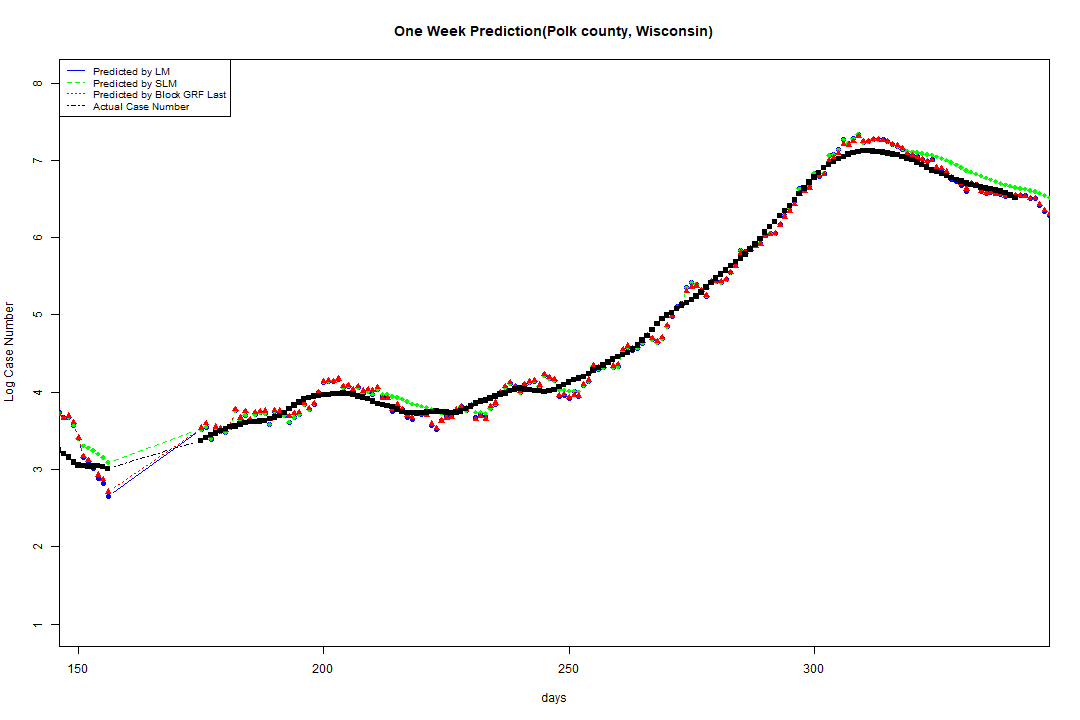 One Week Prediction(Polk county, Wisconsin)
Predicted by LM
Predicted by SLM
Predicted by Block GRF Last
Actual Case Number
8
7
6
5
4
3
2
1
Log Case Number
150 200 250 300
days